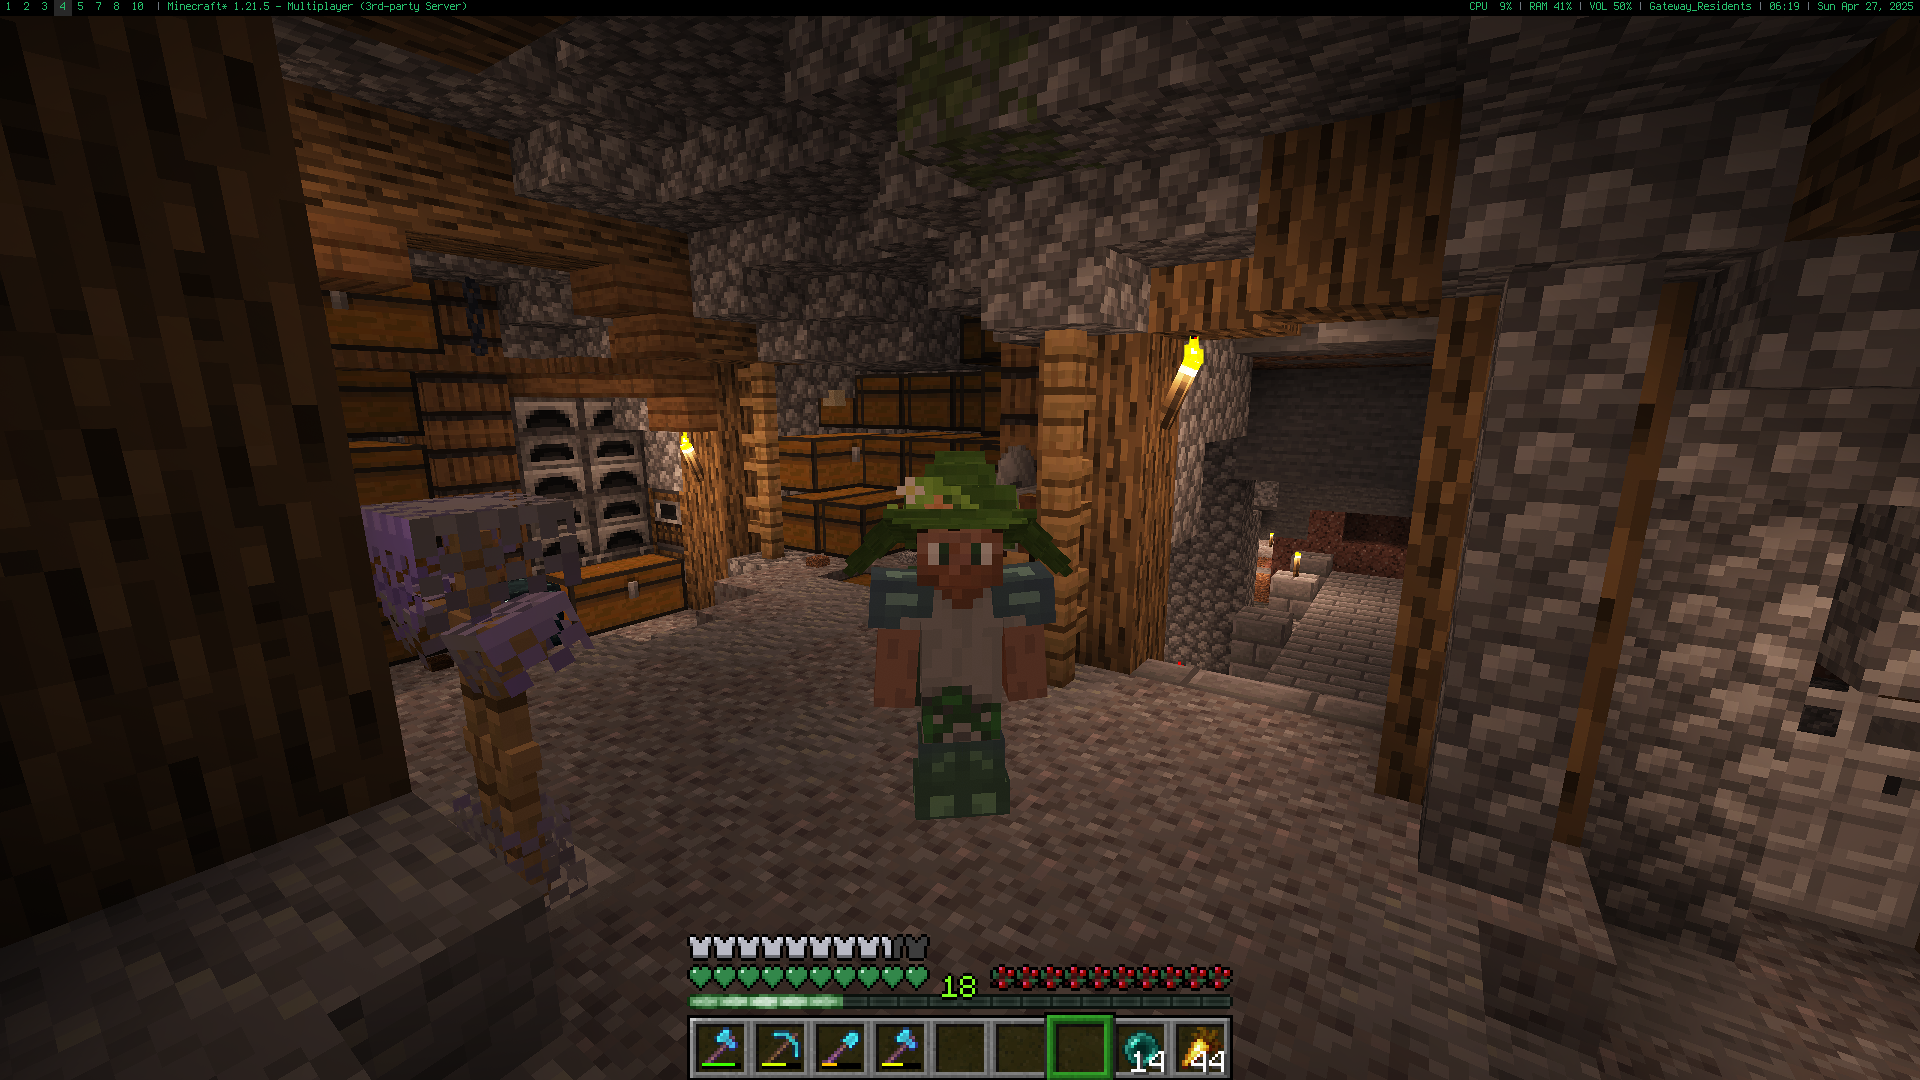 1 2 3 4 5 7 8 10 | Minecraft* 1.21.5 - Multiplayer (3rd-party Server)
CPU 9% | RAM 41% | VOL 50% | Gateway_Residents | 06:19 | Sun Apr 27, 2025
18
14
44